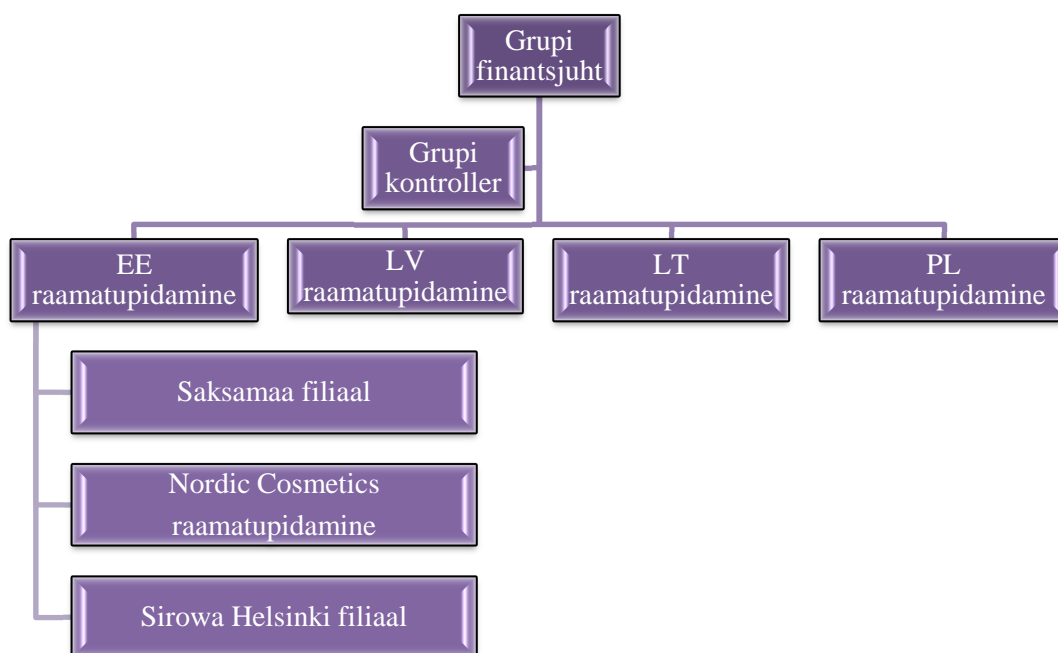 Grupi
finantsjuht
Grupi
kontroller
EE
raamatupidamine
LV
raamatupidamine
LT
raamatupidamine
PL
raamatupidamine
Saksamaa filiaal
Nordic Cosmetics
raamatupidamine
Sirowa Helsinki filiaal